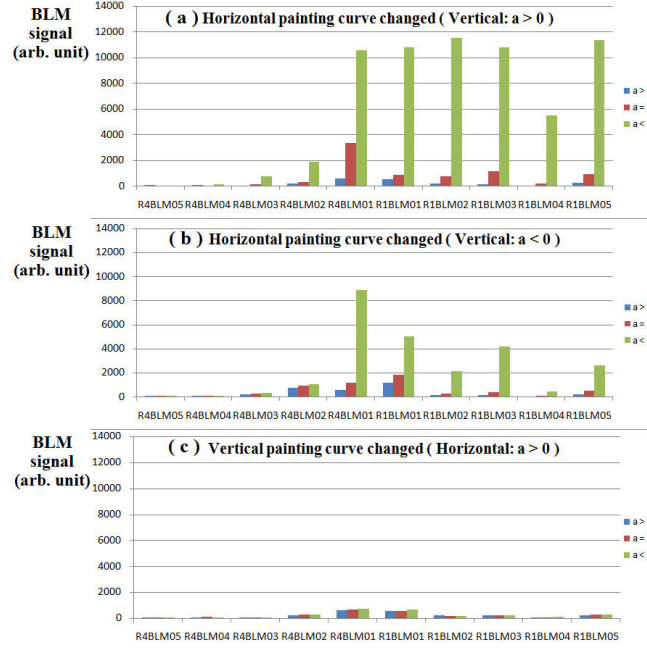 BLM
signal
(arb. unit)
( a ) Horizontal painting curve changed ( Vertical: a > 0 )
14000
12000
10000
8000
6000
4000
2000
0
a >
a =
a <
R4BLM05 R4BLM04 R4BLM03 R4BLM02 R4BLM01 R1BLM01 R1BLM02 R1BLM03 R1BLM04 R1BLM05
BLM
signal
(arb. unit)
( b ) Horizontal painting curve changed ( Vertical: a < 0 )
14000
12000
10000
8000
6000
4000
2000
0
a >
a =
a <
R4BLM05 R4BLM04 R4BLM03 R4BLM02 R4BLM01 R1BLM01 R1BLM02 R1BLM03 R1BLM04 R1BLM05
BLM
signal
(arb. unit)
( c ) Vertical painting curve changed ( Horizontal: a > 0 )
14000
12000
10000
8000
6000
4000
2000
0
a >
a =
a <
R4BLM05 R4BLM04 R4BLM03 R4BLM02 R4BLM01 R1BLM01 R1BLM02 R1BLM03 R1BLM04 R1BLM05